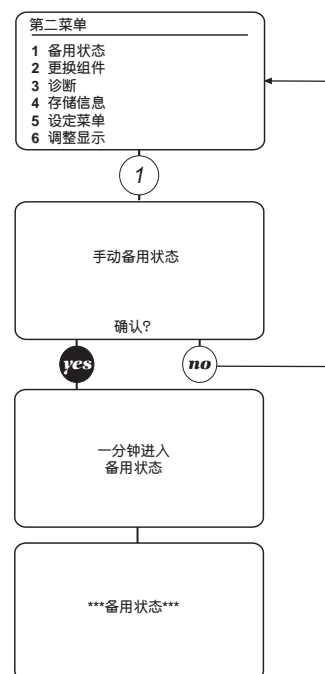 第二菜单
1 备用状态
2 更换组件
3 诊断
4 存储信息
5 设定菜单
6 调整显示
1
手动备用状态
确认?
yes
no
一分钟进入
备用状态
***备用状态***